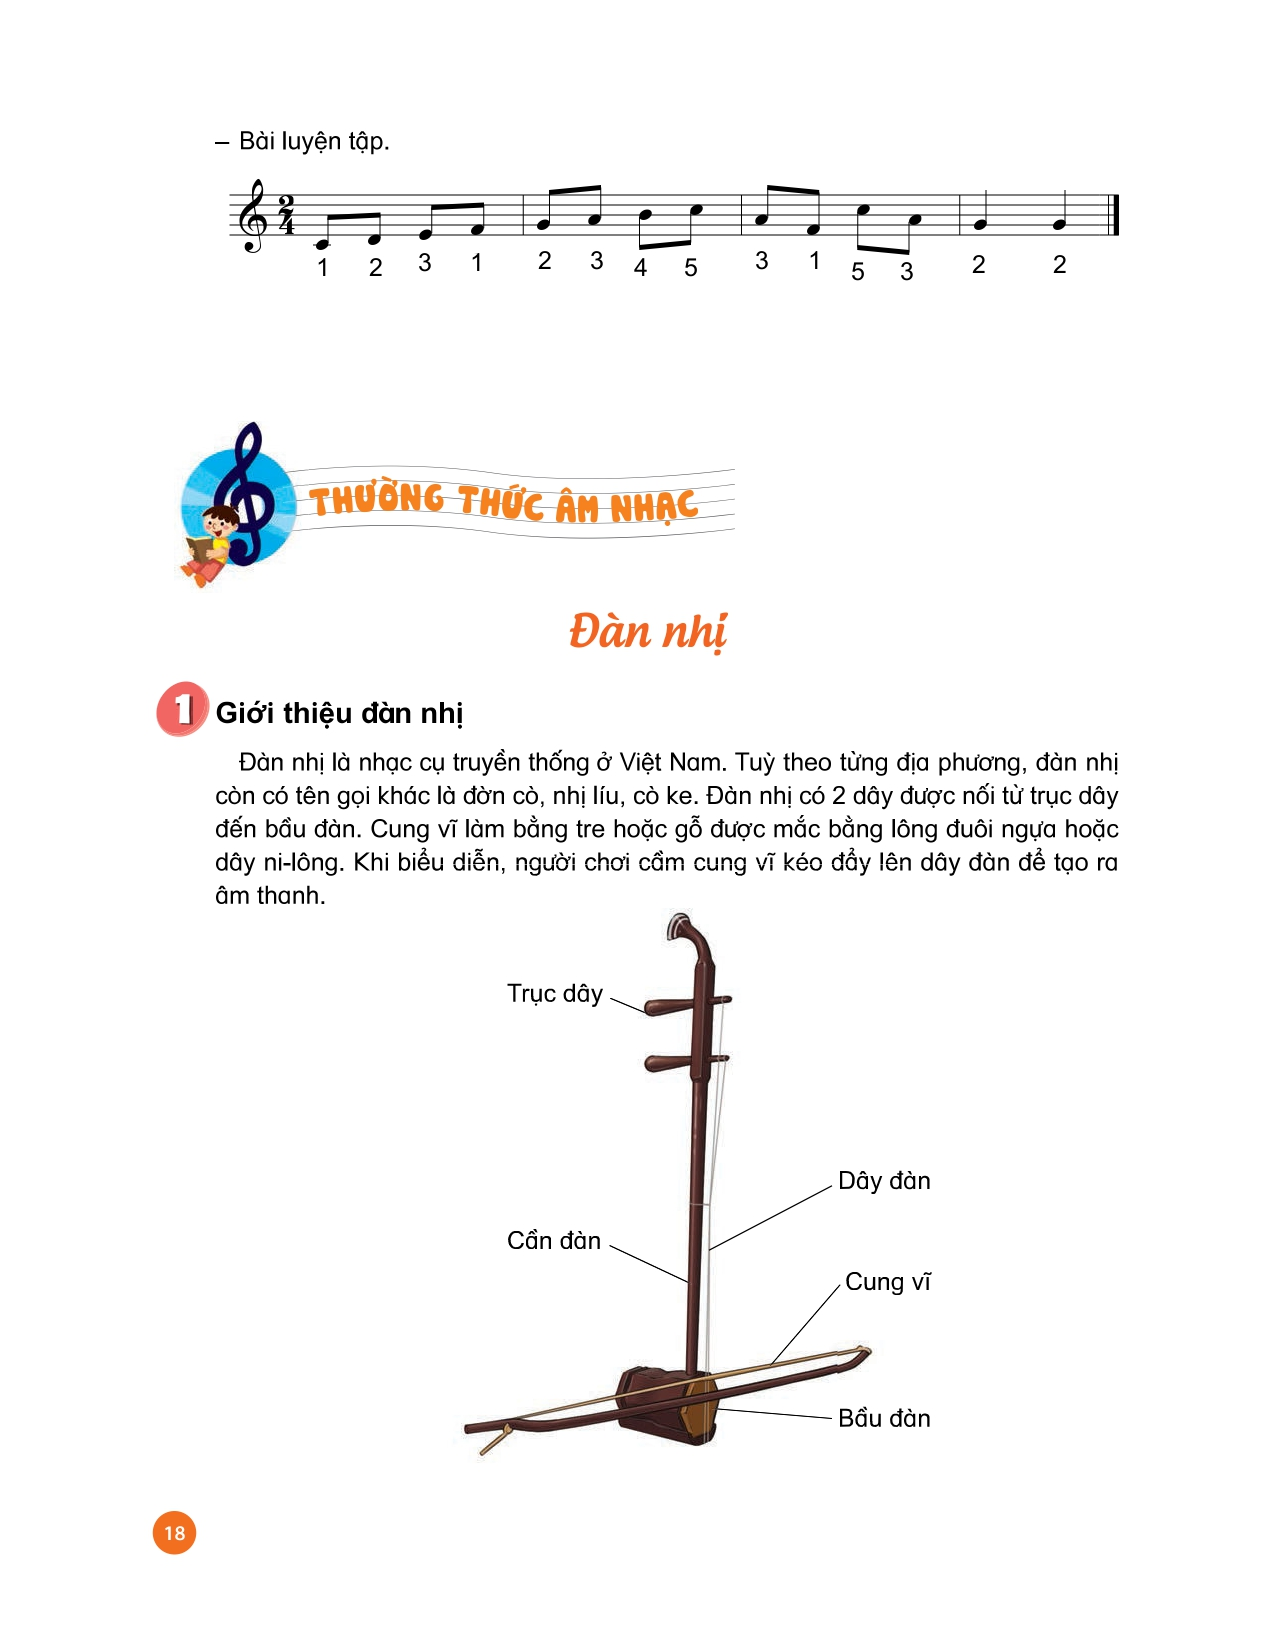 – Bài luyện tập.
2
4
1 2 3 1 2 3 4 5 3 1 5 3 2 2
THƯỜNG THỨC ÂM NHẠC
Đàn nhị
1 Giới thiệu đàn nhị
Đàn nhị là nhạc cụ truyền thống ở Việt Nam. Tuỳ theo từng địa phương, đàn nhị
còn có tên gọi khác là đờn cò, nhị líu, cò ke. Đàn nhị có 2 dây được nối từ trục dây
đến bầu đàn. Cung vĩ làm bằng tre hoặc gỗ được mắc bằng lông đuôi ngựa hoặc
dây ni-lông. Khi biểu diễn, người chơi cầm cung vĩ kéo đẩy lên dây đàn để tạo ra
âm thanh.
Trục dây
Dây đàn
Cần đàn
Cung vĩ
Bầu đàn
18